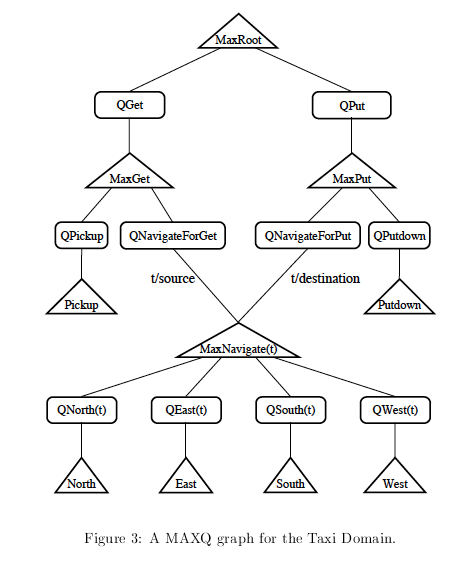 MaxRoot
QGet
QPut
MaxGet
MaxPut
QPickup
QNavigateForGet
QNavigateForPut
QPutdown
t/source
t/destination
Pickup
Putdown
MaxNavigate(t)
QNorth(t)
QEast(t)
QSouth(t)
QWest(t)
North
East
South
West
Figure 3: A MAXQ graph for the Taxi Domain.